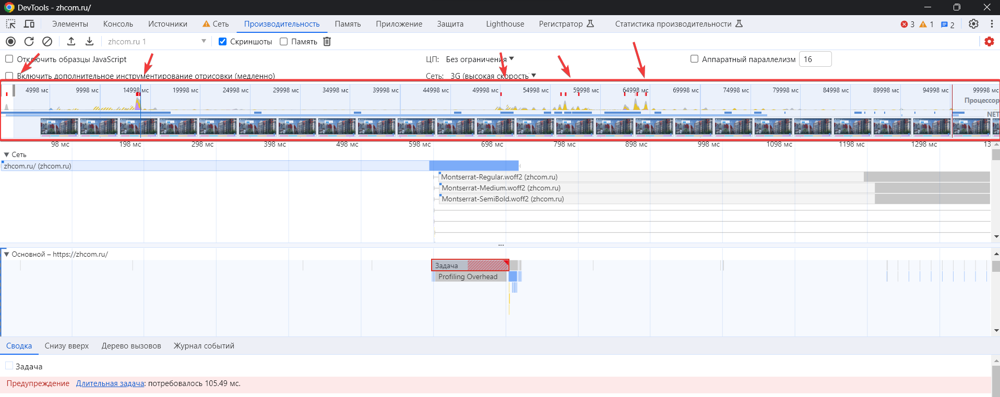 DevTools - zhcom.ru/
Элементы Консоль Источники Сеть Производительность Память Приложение Защита Lighthouse Регистратор Статистика производительности 3 1 2
zhcom.ru 1 Скриншоты Память
Отключить образцы JavaScript ЦП: Без ограничения Аппаратный параллелизм 16
Включить дополнительное инструментирование отрисовки (медленно) Сеть: 3G (высокая скорость)
4998 мс 9998 мс 14998 мс 19998 мс 24998 мс 29998 мс 34998 мс 39998 мс 44998 мс 49998 мс 54998 мс 59998 мс 64998 мс 69998 мс 74998 мс 79998 мс 84998 мс 89998 мс 94998 мс 99998 мс
Процессор
NET
98 мс 198 мс 298 мс 398 мс 498 мс 598 мс 698 мс 798 мс 898 мс 998 мс 1098 мс 1198 мс 1298 мс 13
Сеть
zhcom.ru/ (zhcom.ru)
Montserrat-Regular.woff2 (zhcom.ru)
Montserrat-Medium.woff2 (zhcom.ru)
Montserrat-SemiBold.woff2 (zhcom.ru)
...
Основной – https://zhcom.ru/
Задача
Profiling Overhead
Сводка Снизу вверх Дерево вызовов Журнал событий
Задача
Предупреждение Длительная задача: потребовалось 105.49 мс.